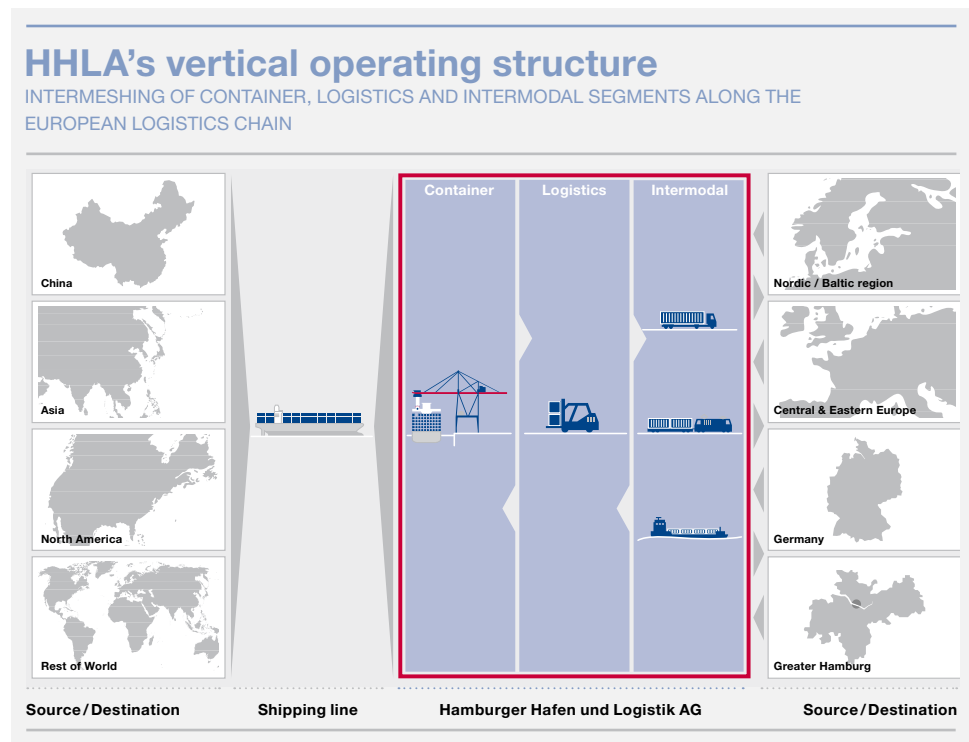 HHLA’s vertical operating structure
INTERMESHING OF CONTAINER, LOGISTICS AND INTERMODAL SEGMENTS ALONG THE
EUROPEAN LOGISTICS CHAIN
China
Asia
North America
Rest of World
Container
Logistics
Intermodal
Nordic / Baltic region
Central & Eastern Europe
Germany
Greater Hamburg
Source / Destination
Shipping line
Hamburger Hafen und Logistik AG
Source / Destination